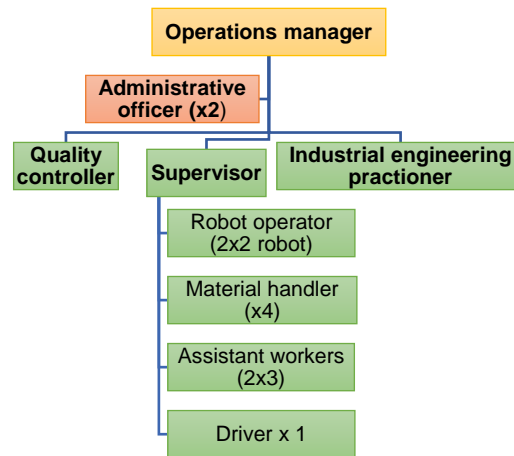 Operations manager
Administrative
officer (x2)
Quality
controller
Supervisor
Industrial engineering
practioner
Robot operator
(2x2 robot)
Material handler
(x4)
Assistant workers
(2x3)
Driver x 1